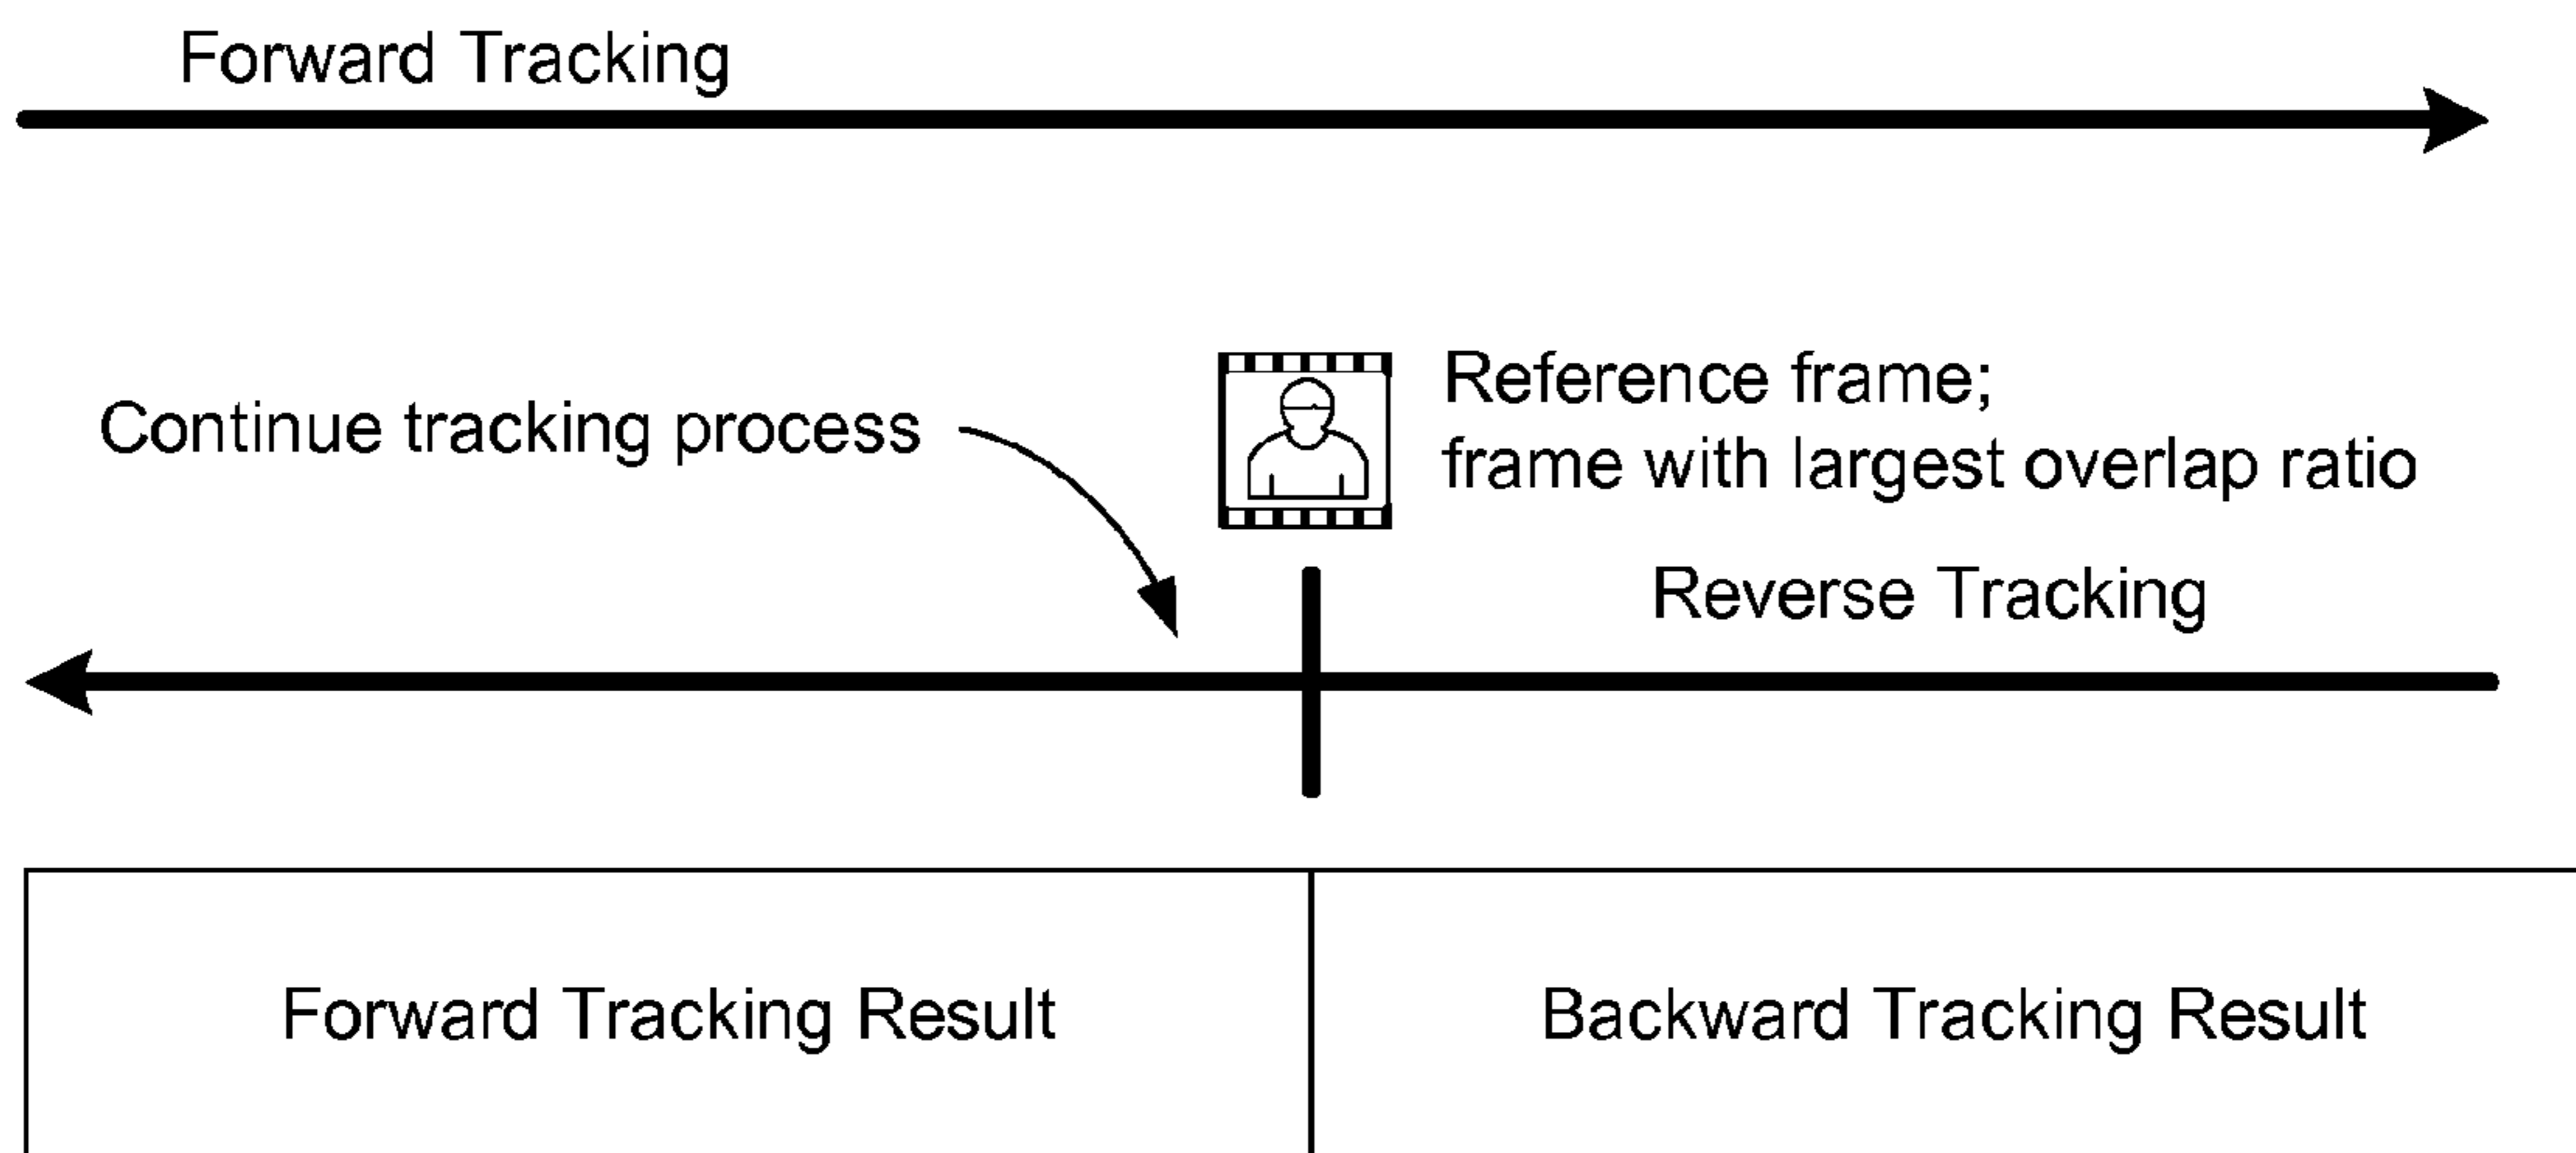 Forward Tracking
Continue tracking process
Reference frame;
frame with largest overlap ratio
Reverse Tracking
Forward Tracking Result
Backward Tracking Result